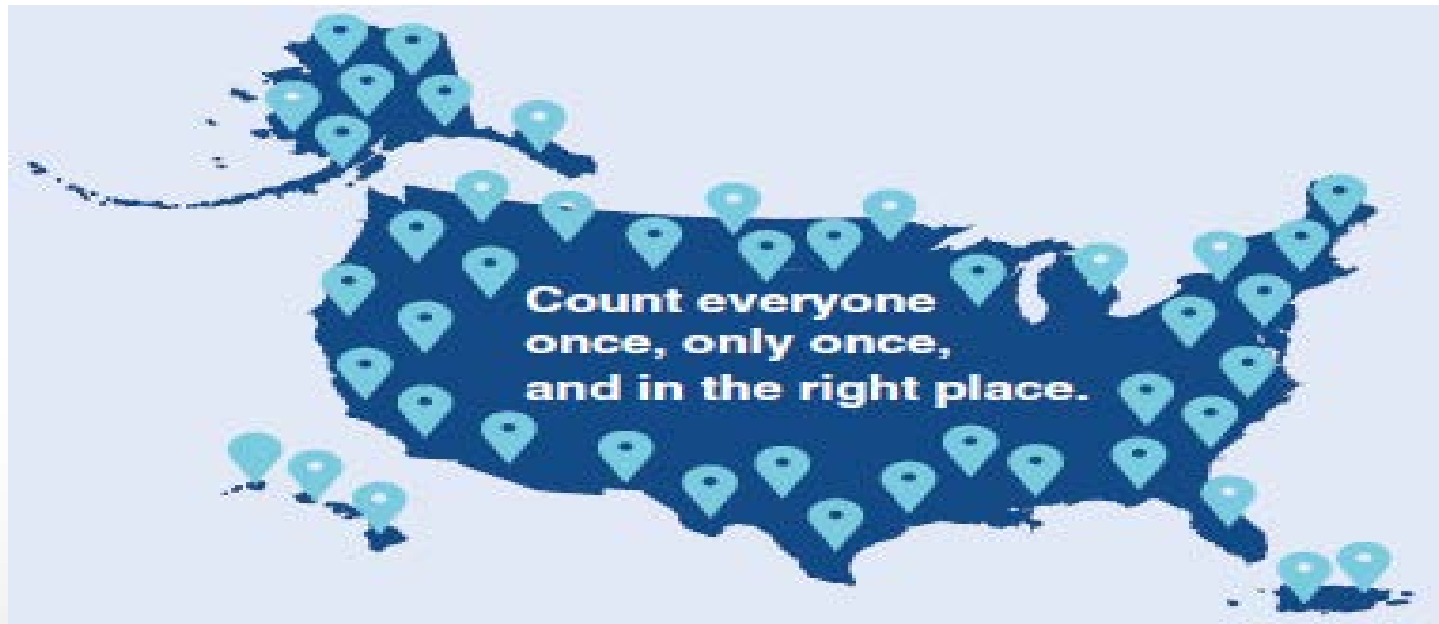 Count everyone
once, only once,
and in the right place.